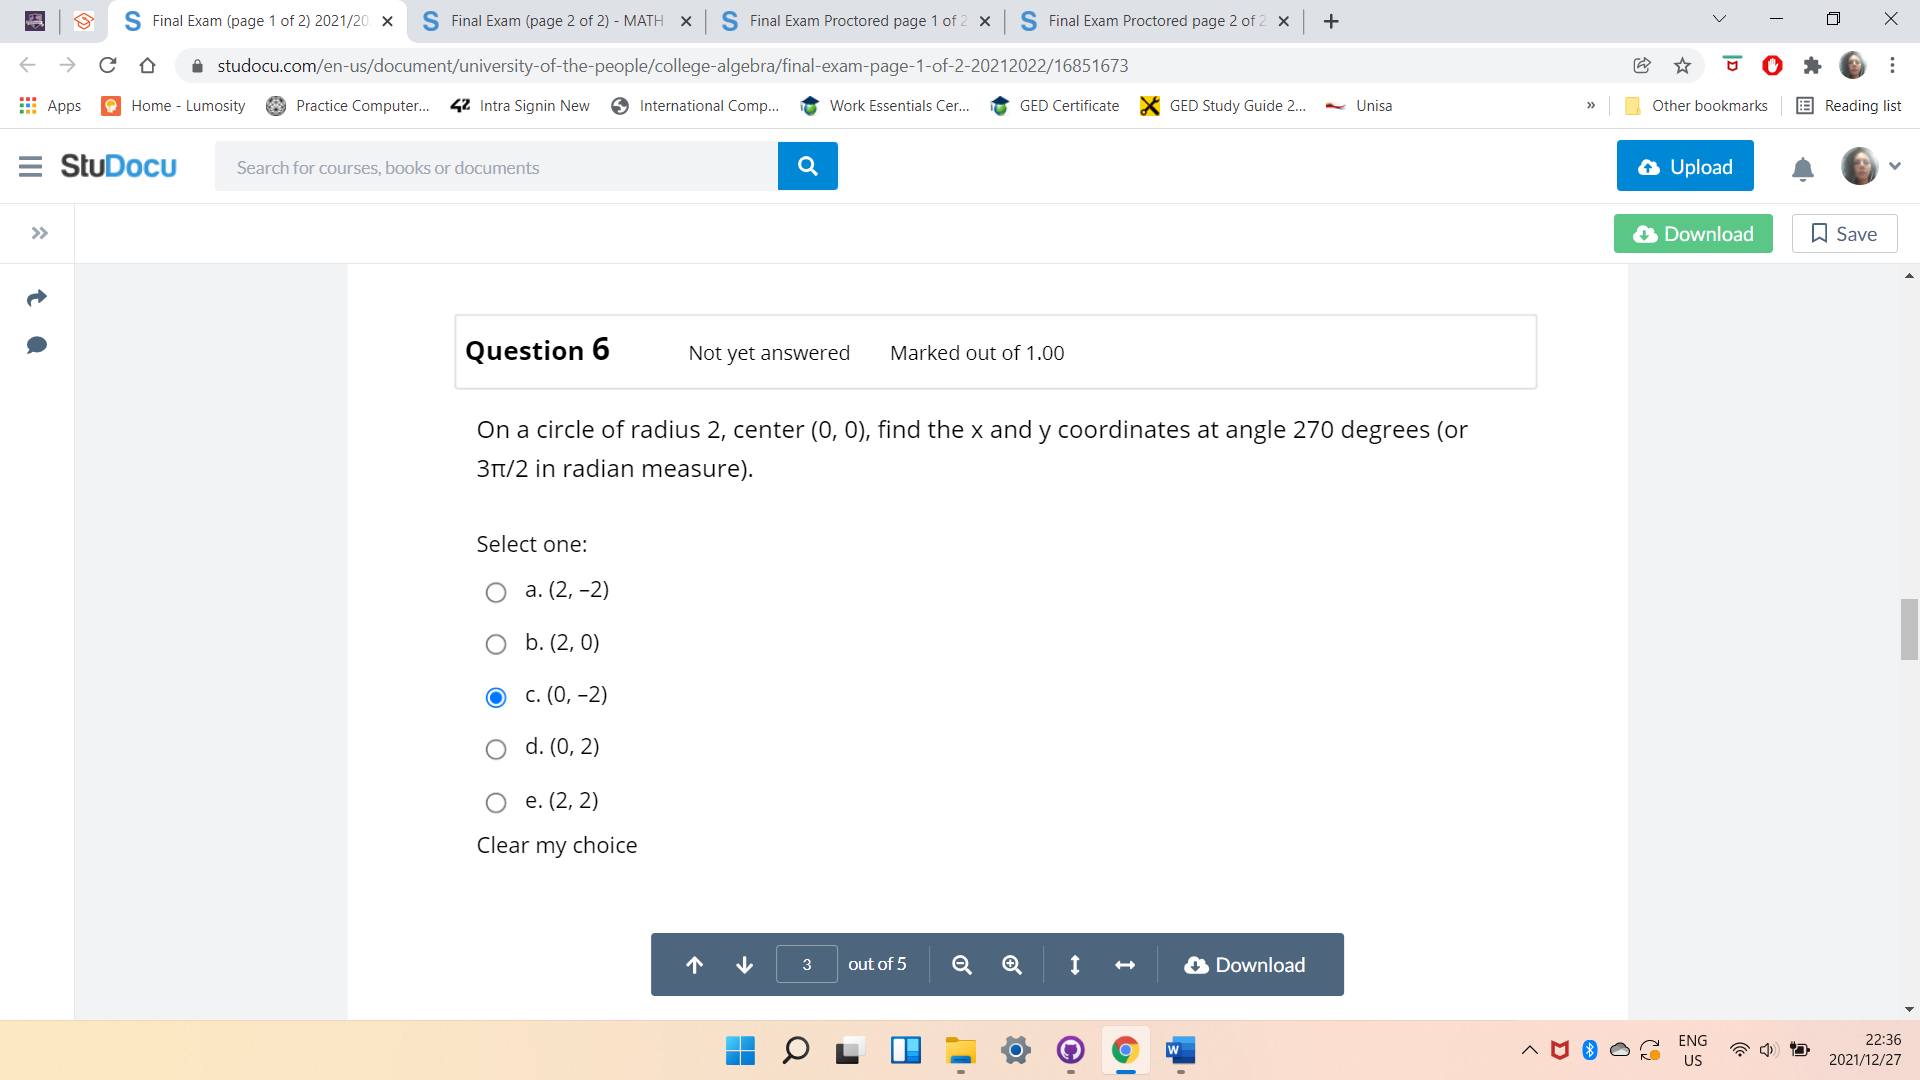 Final Exam (page 1 of 2) 2021/20
Final Exam (page 2 of 2) - MATH
Final Exam Proctored page 1 of 2
Final Exam Proctored page 2 of 2
studocu.com/en-us/document/university-of-the-people/college-algebra/final-exam-page-1-of-2-20212022/16851673
Apps
Home - Lumosity
Practice Computer...
Intra Signin New
International Comp...
Work Essentials Cer...
GED Certificate
GED Study Guide 2...
Unisa
»
Other bookmarks
Reading list
StuDocu
Search for courses, books or documents
Upload
Download
Save
Question 6 Not yet answered Marked out of 1.00
On a circle of radius 2, center (0, 0), find the x and y coordinates at angle 270 degrees (or
3π/2 in radian measure).
Select one:
a. (2, –2)
b. (2, 0)
c. (0, –2)
d. (0, 2)
e. (2, 2)
Clear my choice
3 out of 5
Download
ENG
US
22:36
2021/12/27